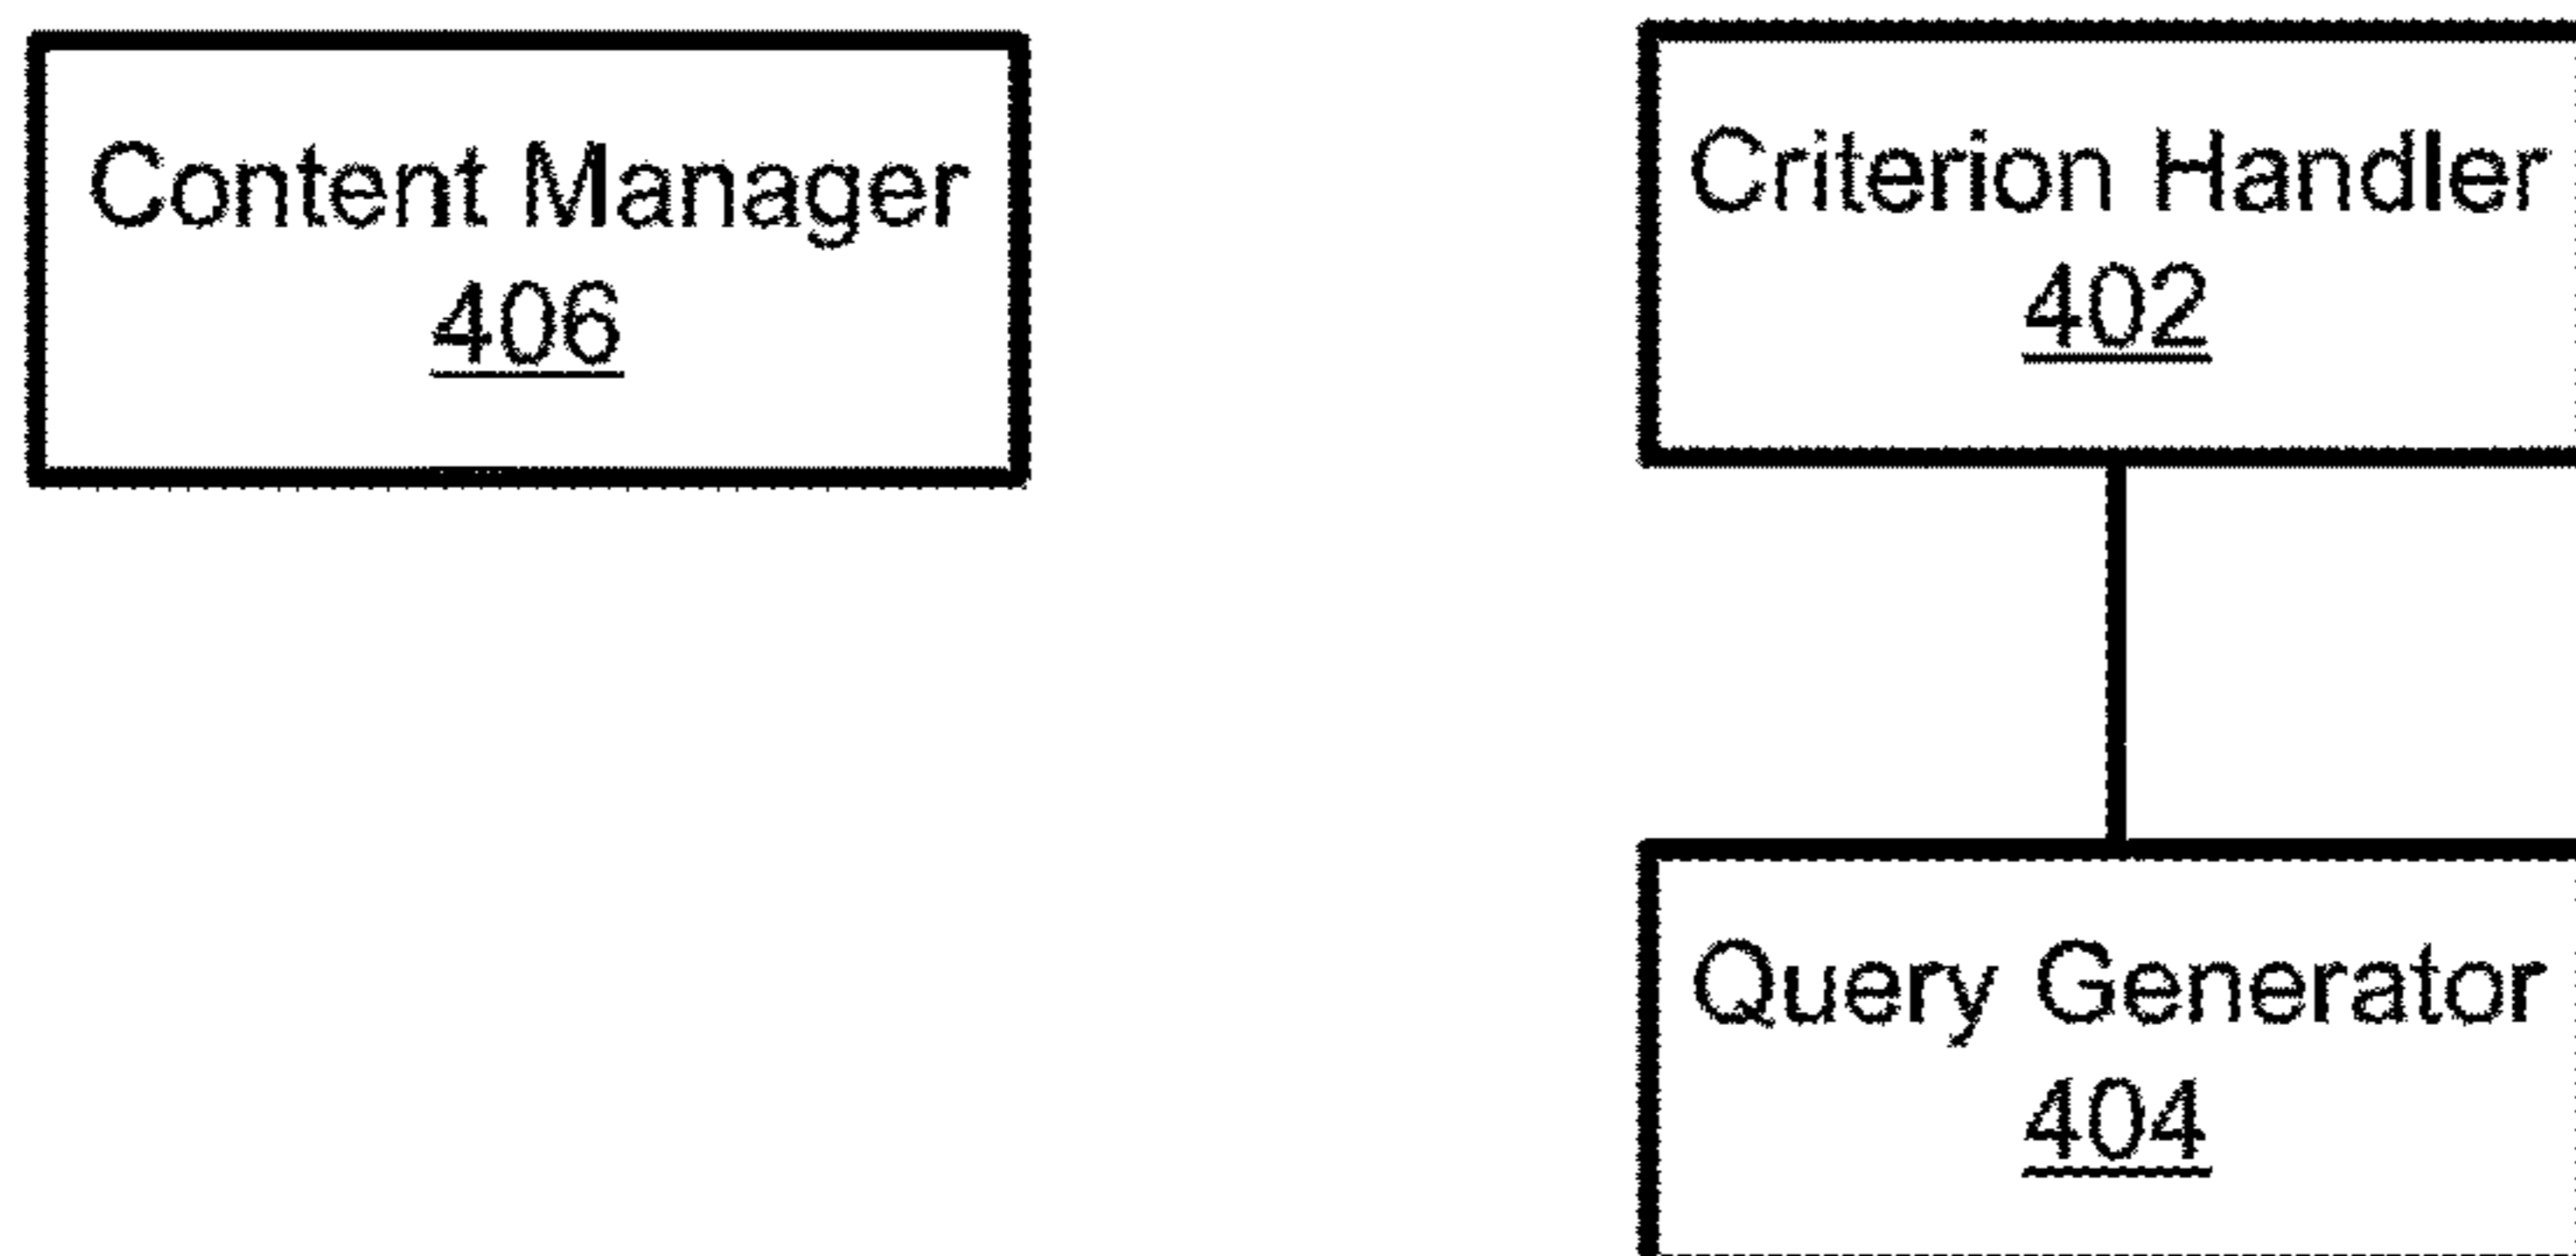 Content Manager
406
Criterion Handler
402
Query Generator
404